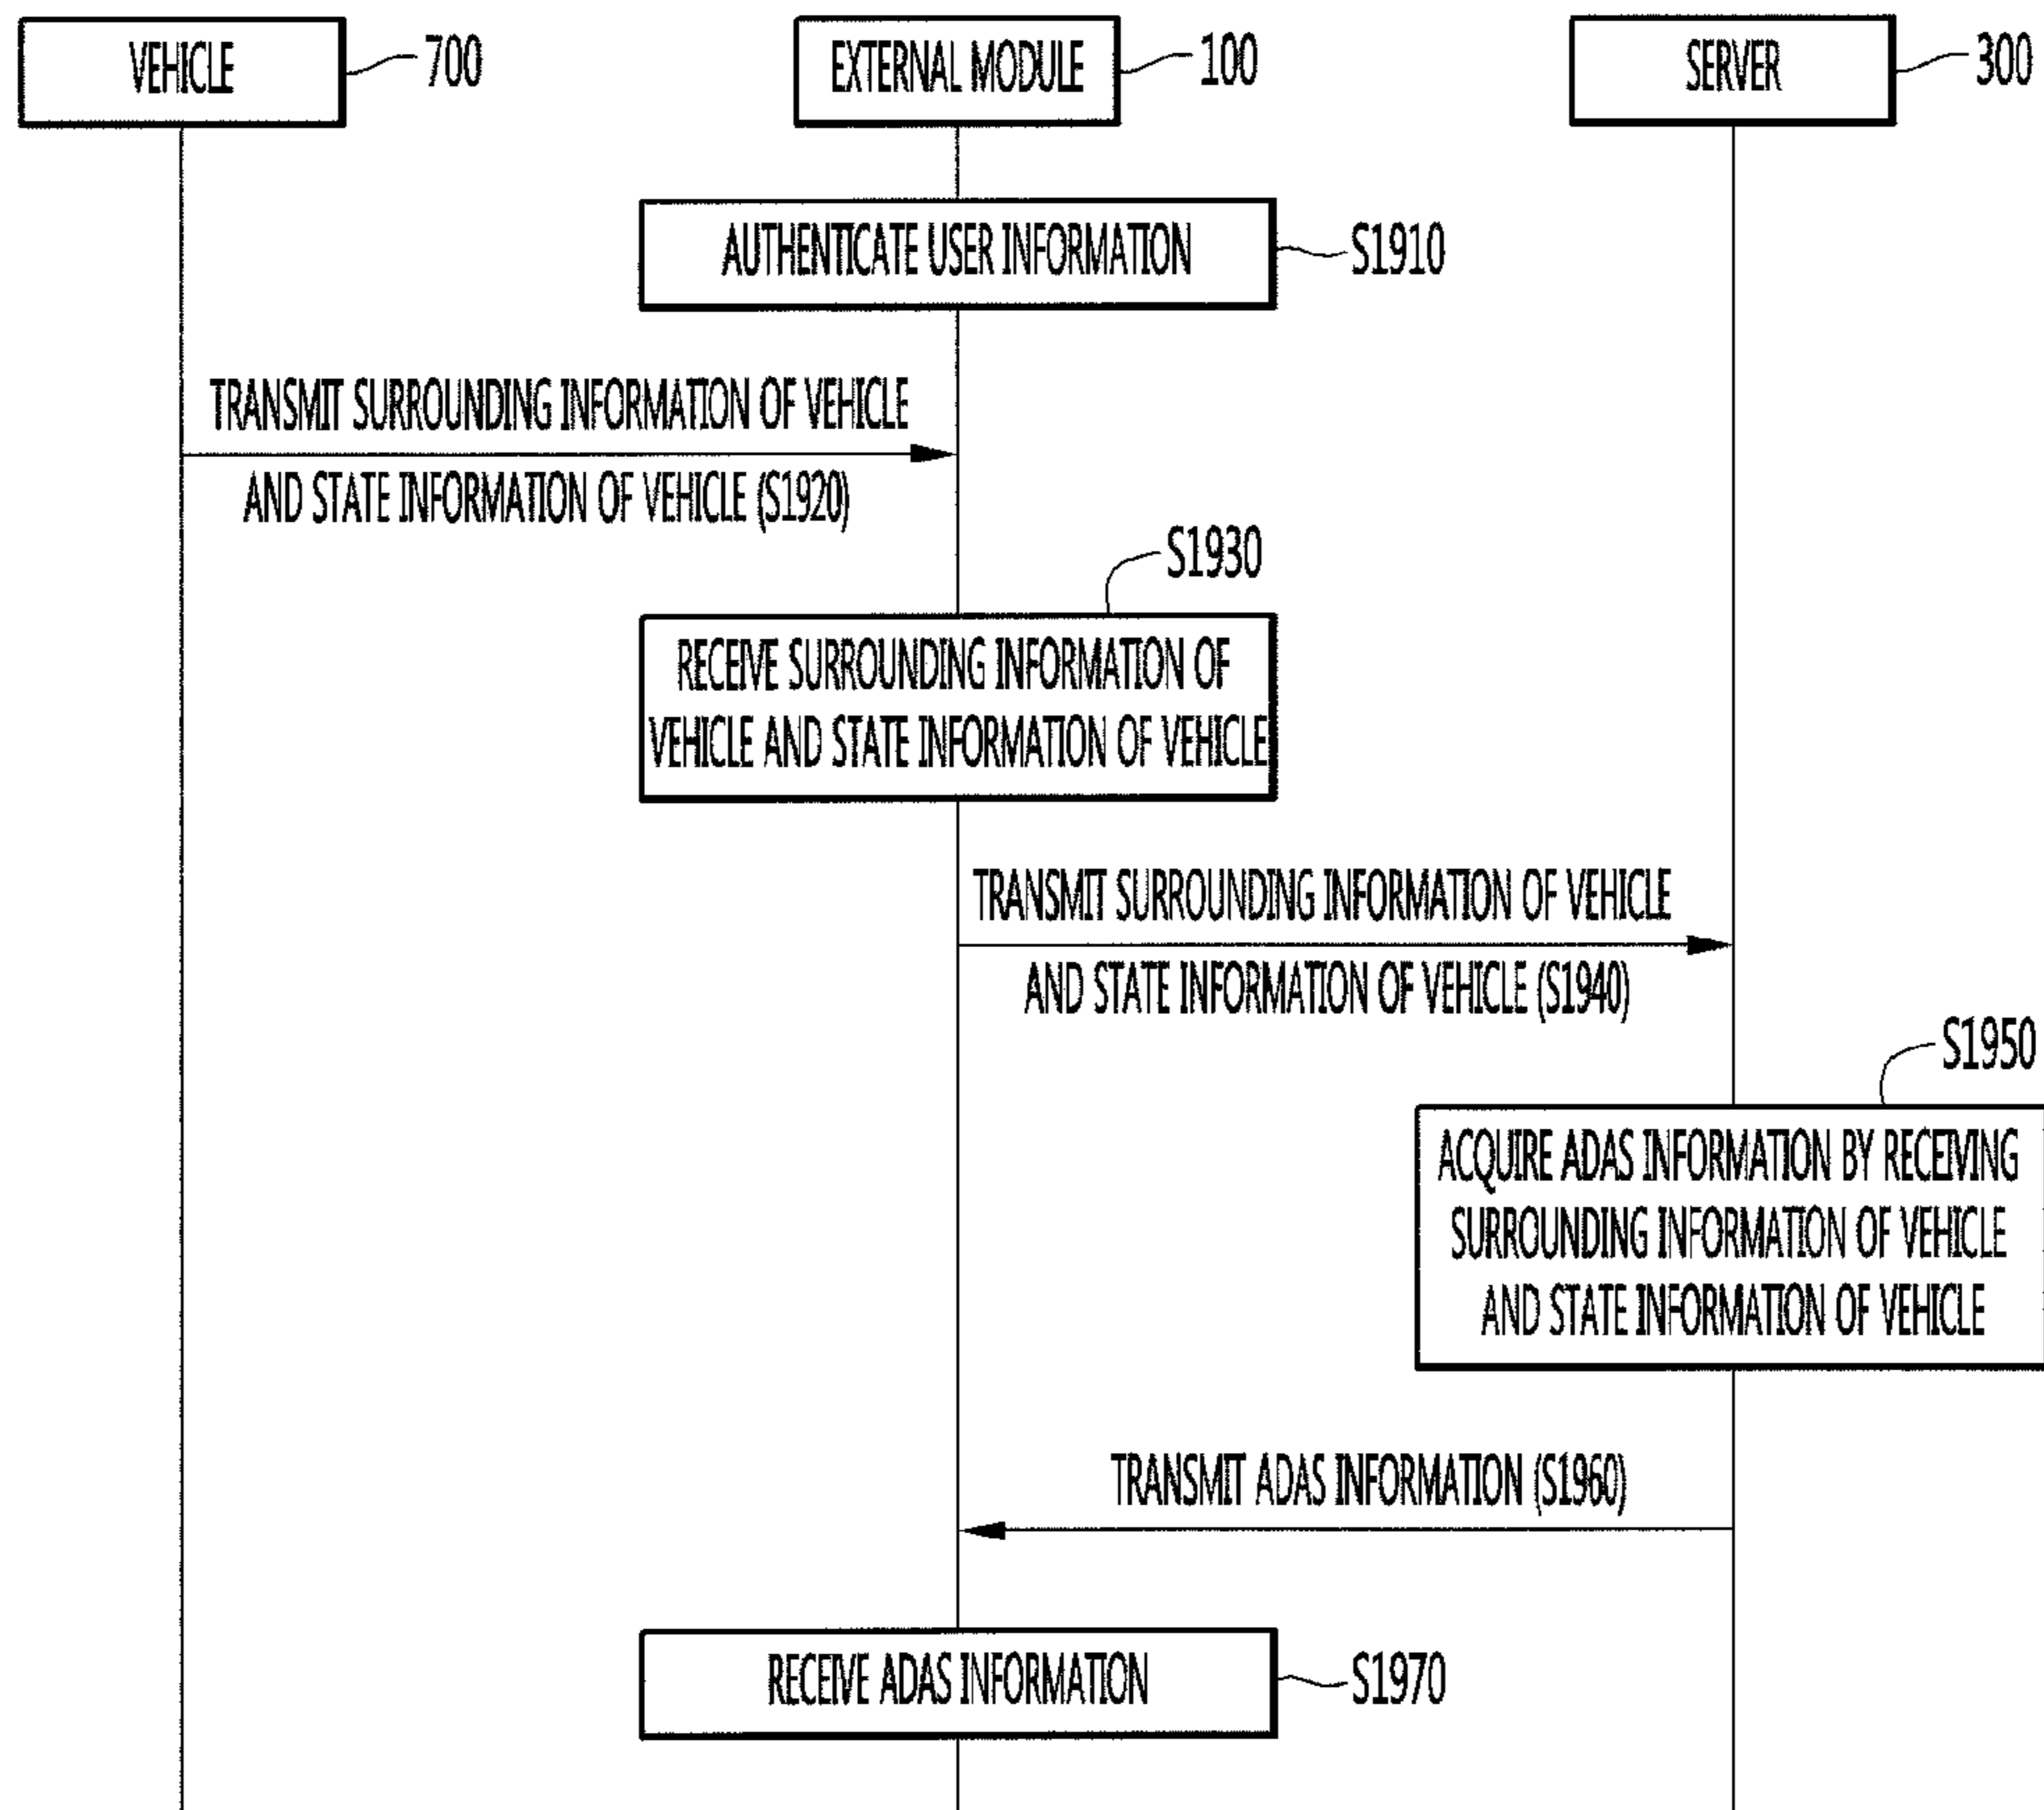 VEHICLE
700
EXTERNAL MODULE
100
SERVER
300
AUTHENTICATE USER INFORMATION
S1910
TRANSMIT SURROUNDING INFORMATION OF VEHICLE
AND STATE INFORMATION OF VEHICLE (S1920)
S1930
RECEIVE SURROUNDING INFORMATION OF
VEHICLE AND STATE INFORMATION OF VEHICLE
TRANSMIT SURROUNDING INFORMATION OF VEHICLE
AND STATE INFORMATION OF VEHICLE (S1940)
S1950
ACQUIRE ADAS INFORMATION BY RECEIVING
SURROUNDING INFORMATION OF VEHICLE
AND STATE INFORMATION OF VEHICLE
TRANSMIT ADAS INFORMATION (S1960)
RECEIVE ADAS INFORMATION
S1970